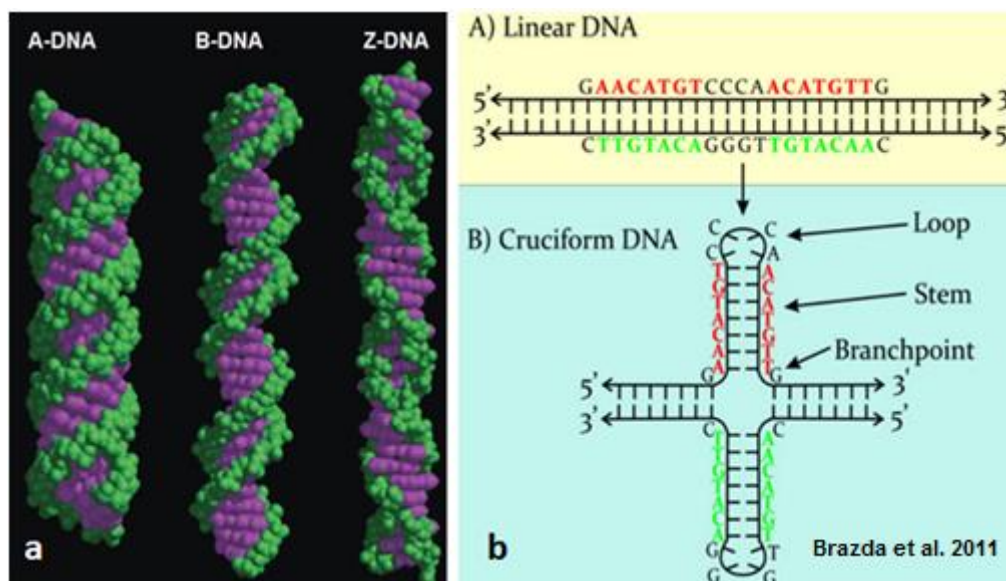 A-DNA
B-DNA
Z-DNA
a
A) Linear DNA
GAACATGTCCCAACATGTTG
5’ 3’
3’ 5’
CTTGTACAGGGTTGTACAAC
B) Cruciform DNA
C C
C A
T A
G C
T A
A T
C G
A T
A T
G G
Loop
Stem
Branchpoint
5’ 3’
3’ 5’
C C
T A
T A
G C
T A
A T
C G
A T
G T
G G
b
Brazda et al. 2011